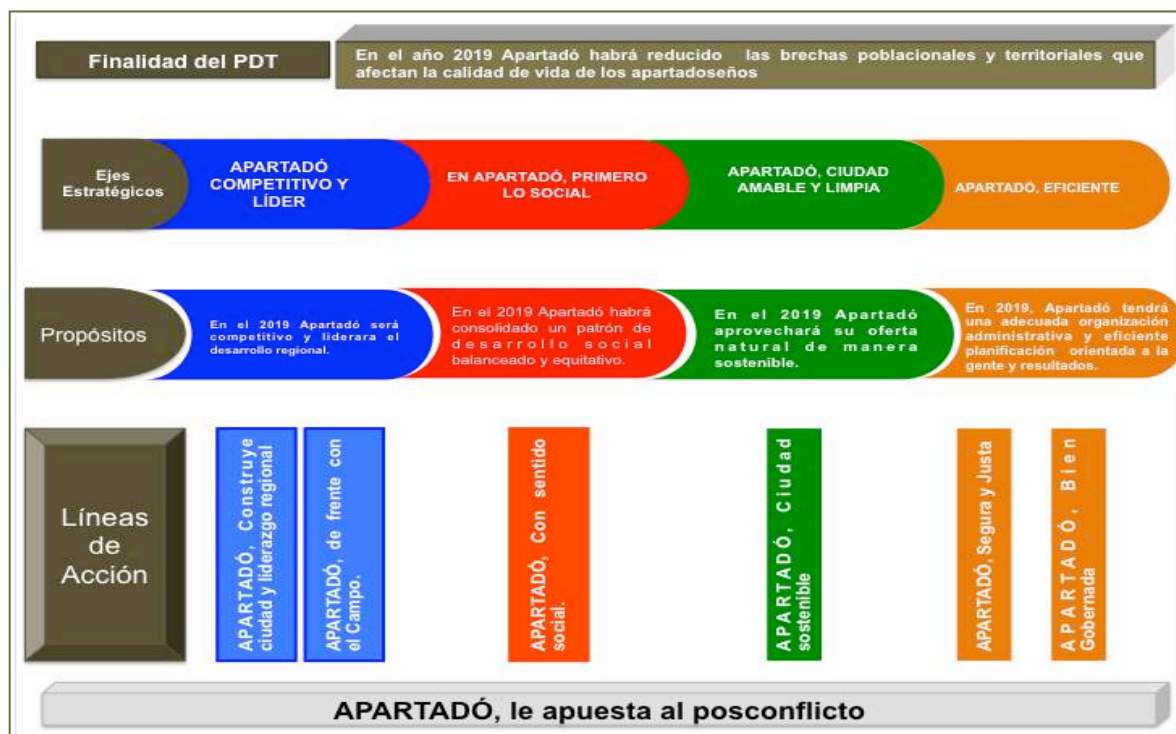 Finalidad del PDT
En el año 2019 Apartadó habrá reducido las brechas poblacionales y territoriales que
afectan la calidad de vida de los apartadoseños
Ejes
Estratégicos
APARTADÓ
COMPETITIVO Y
LÍDER
EN APARTADÓ, PRIMERO
LO SOCIAL
APARTADÓ, CIUDAD
AMABLE Y LIMPIA
APARTADÓ, EFICIENTE
Propósitos
En el 2019 Apartadó será
competitivo y liderara el
desarrollo regional.
En el 2019 Apartadó habrá
consolidado un patrón de
desarrollo social
balanceado y equitativo.
En el 2019 Apartadó
aprovechará su oferta
natural de manera
sostenible.
En 2019, Apartadó tendrá
una adecuada organización
administrativa y eficiente
planificación orientada a la
gente y resultados.
Líneas
de
Acción
APARTADÓ, Construye
ciudad y liderazgo regional
APARTADÓ, de frente con
el Campo.
APARTADÓ, Con sentido
social.
APARTADÓ, Ciudad
sostenible
APARTADÓ, Segura y Justa
APARTADÓ, Bien
Gobernada
APARTADÓ, le apuesta al posconflicto